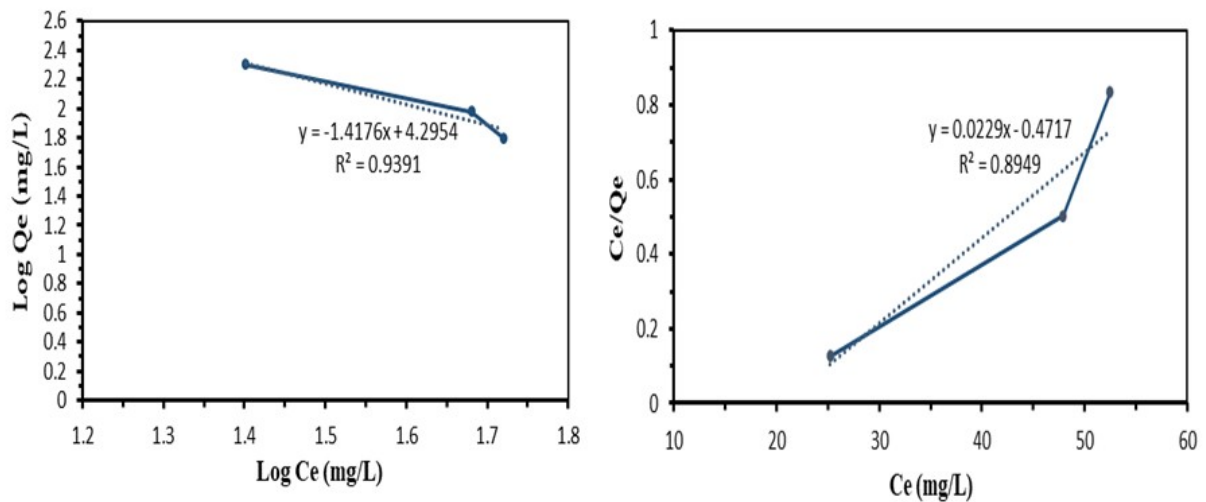 2.6
2.4
2.2
2
1.8
1.6
1.4
1.2
1
0.8
0.6
0.4
0.2
0
Log Qe (mg/L)
y = -1.4176x + 4.2954
R² = 0.9391
1.2 1.3 1.4 1.5 1.6 1.7 1.8
Log Ce (mg/L)
1
0.8
0.6
0.4
0.2
0
Ce/Qe
y = 0.0229x - 0.4717
R² = 0.8949
10 30 40 50 60
Ce (mg/L)